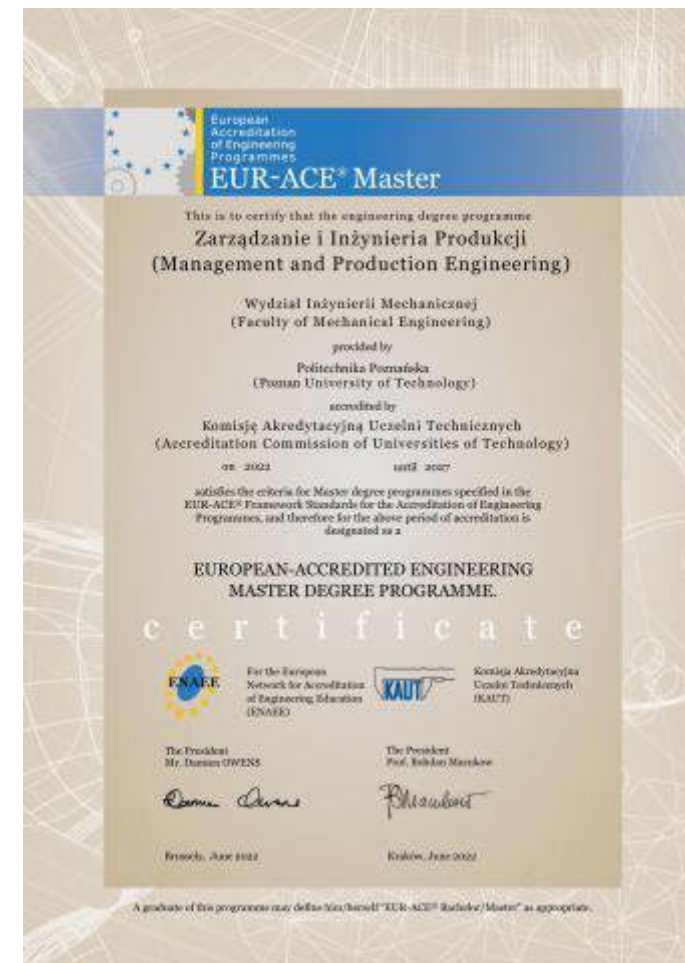 European
Accreditation
of Engineering
Programmes
EUR-ACE® Master
This is to certify that the engineering degree programme
Zarządzanie i Inżynieria Produkcji
(Management and Production Engineering)
Wydział Inżynierii Mechanicznej
(Faculty of Mechanical Engineering)
provided by
Politechnika Poznańska
(Poznan University of Technology)
accredited by
Komisję Akredytacyjną Uczelni Technicznych
(Accreditation Commission of Universities of Technology)
on 2022 until 2027
satisfies the criteria for Master degree programmes specified in the
EUR-ACE® Framework Standards for the Accreditation of Engineering
Programmes, and therefore for the above period of accreditation is
designated as a
EUROPEAN-ACCREDITED ENGINEERING
MASTER DEGREE PROGRAMME.
certificate
ENAEE
For the European
Network for Accreditation
of Engineering Education
(ENAEE)
KAUT
Komisja Akredytacyjna
Uczelni Technicznych
(KAUT)
The President
Mr. Damian OWENS
The President
Prof. Bohdan
Brussels, June 2022
Kraków, June 2022
A graduate of this programme may define him/herself "EUR-ACE® Bachelor/Master" as appropriate.